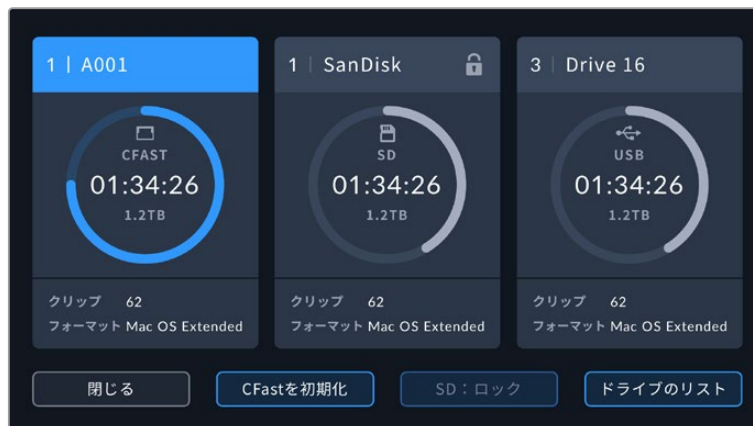 1 | A001
1 | SanDisk
3 | Drive 16
CFAST
01:34:26
1.2TB
SD
01:34:26
1.2TB
USB
01:34:26
1.2TB
クリップ 62
フォーマット Mac OS Extended
クリップ 62
フォーマット Mac OS Extended
クリップ 62
フォーマット Mac OS Extended
閉じる
CFastを初期化
SD：ロック
ドライブのリスト